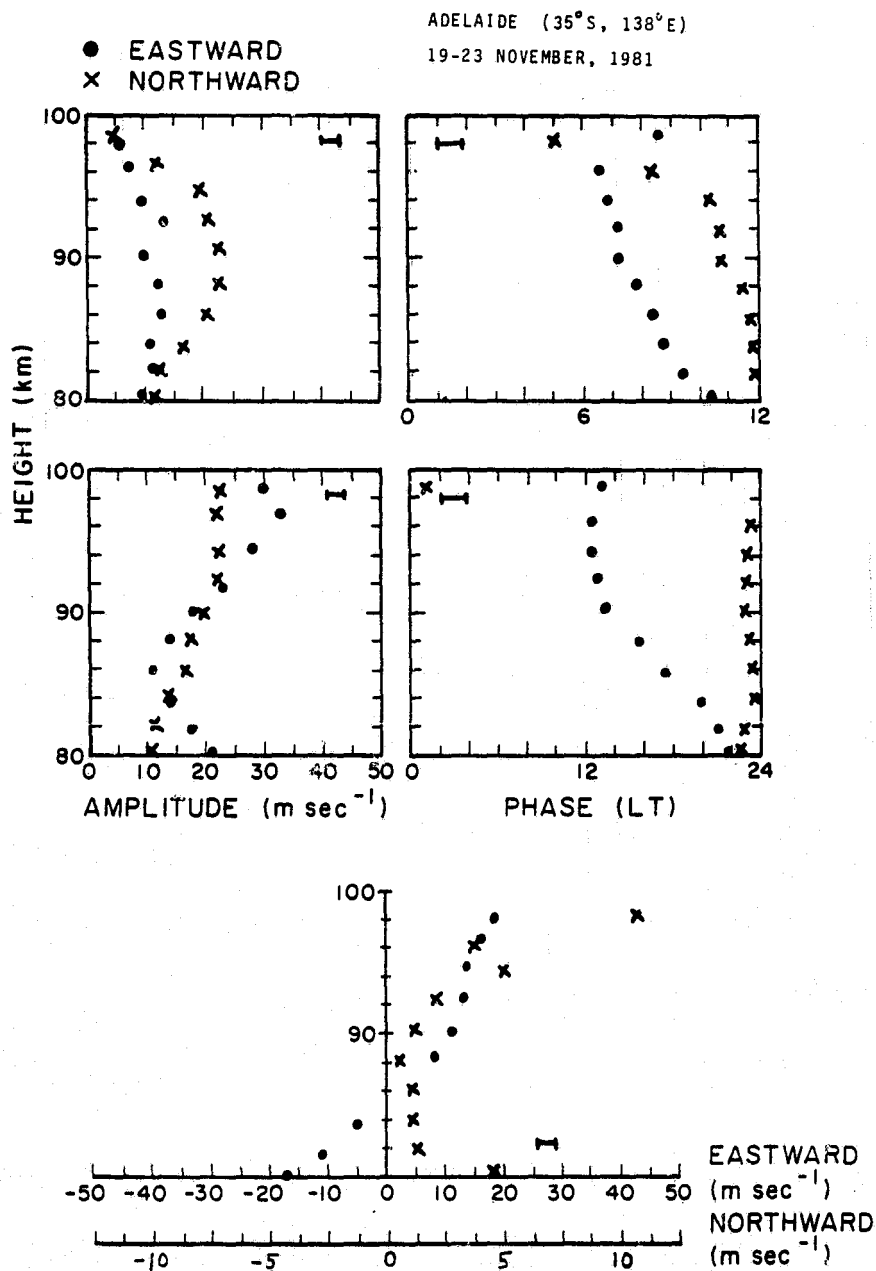 ADELAIDE (35°S, 138°E)
● EASTWARD
19-23 NOVEMBER, 1981
× NORTHWARD
100
90
80
0 6 12
HEIGHT (km)
100
90
80
0 10 20 30 40 50
0 12 24
AMPLITUDE (m sec⁻¹)
PHASE (LT)
100
90
-50 -40 -30 -20 -10 0 10 20 30 40 50
EASTWARD
(m sec⁻¹)
NORTHWARD
-10 -5 0 5 10
(m sec⁻¹)